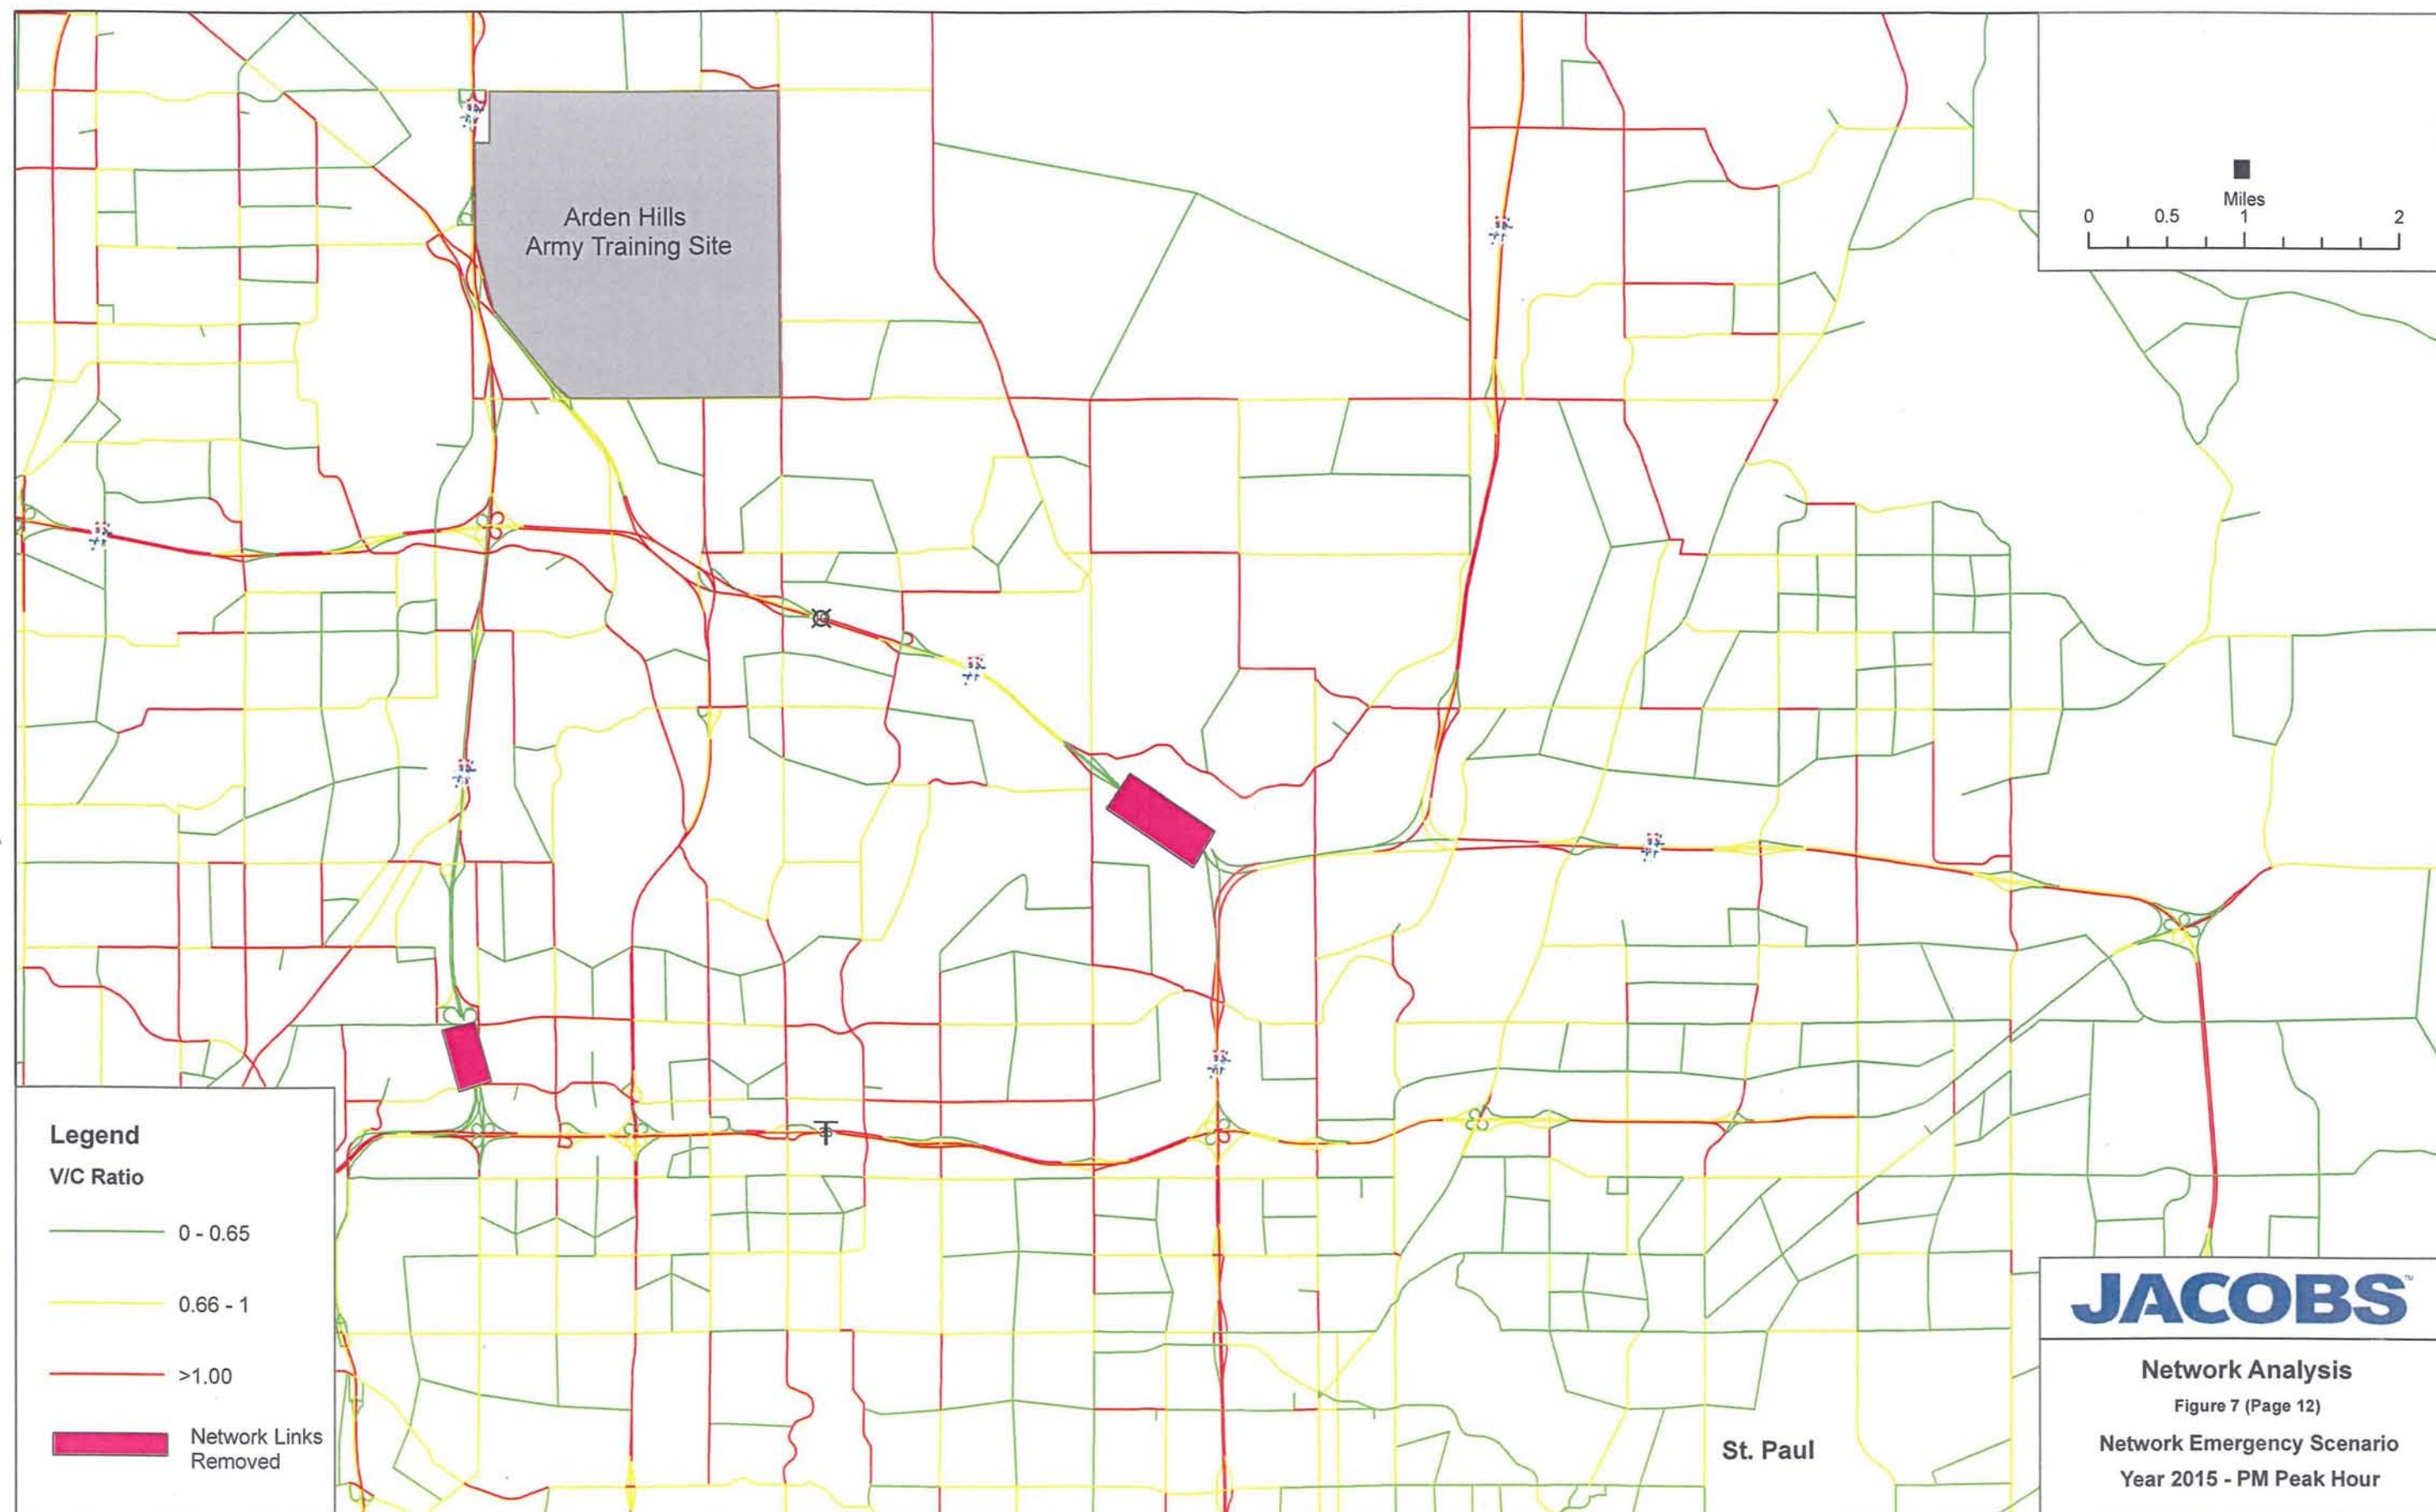 Arden Hills
Army Training Site
Miles
0 0.5 1 2
Legend
V/C Ratio
0 - 0.65
0.66 - 1
>1.00
Network Links
Removed
St. Paul
JACOBS™
Network Analysis
Figure 7 (Page 12)
Network Emergency Scenario
Year 2015 - PM Peak Hour